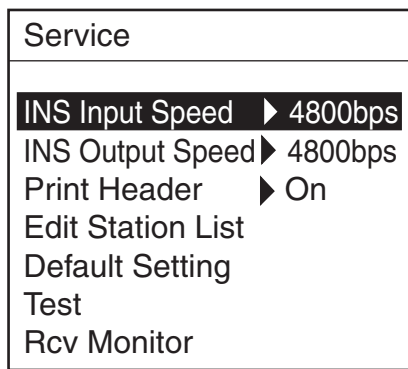 Service
INS Input Speed ▶ 4800bps
INS Output Speed ▶ 4800bps
Print Header ▶ On
Edit Station List
Default Setting
Test
Rcv Monitor